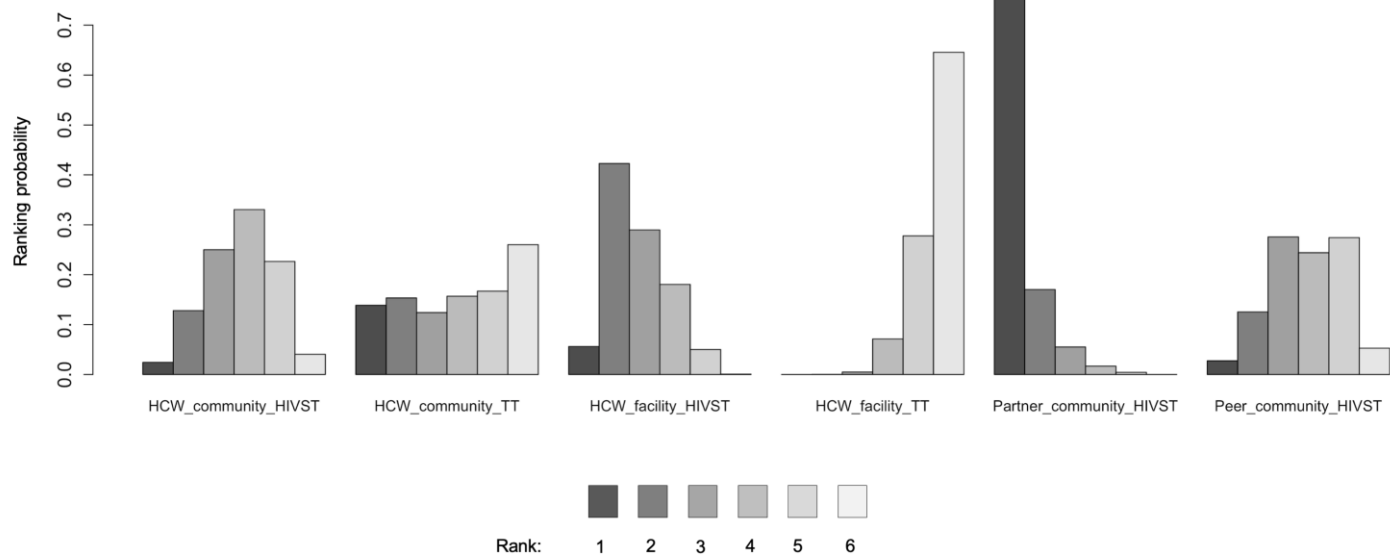 Ranking probability
0.7
0.6
0.5
0.4
0.3
0.2
0.1
0.0
HCW_community_HIVST HCW_community_TT HCW_facility_HIVST HCW_facility_TT Partner_community_HIVST Peer_community_HIVST
Rank: 1 2 3 4 5 6